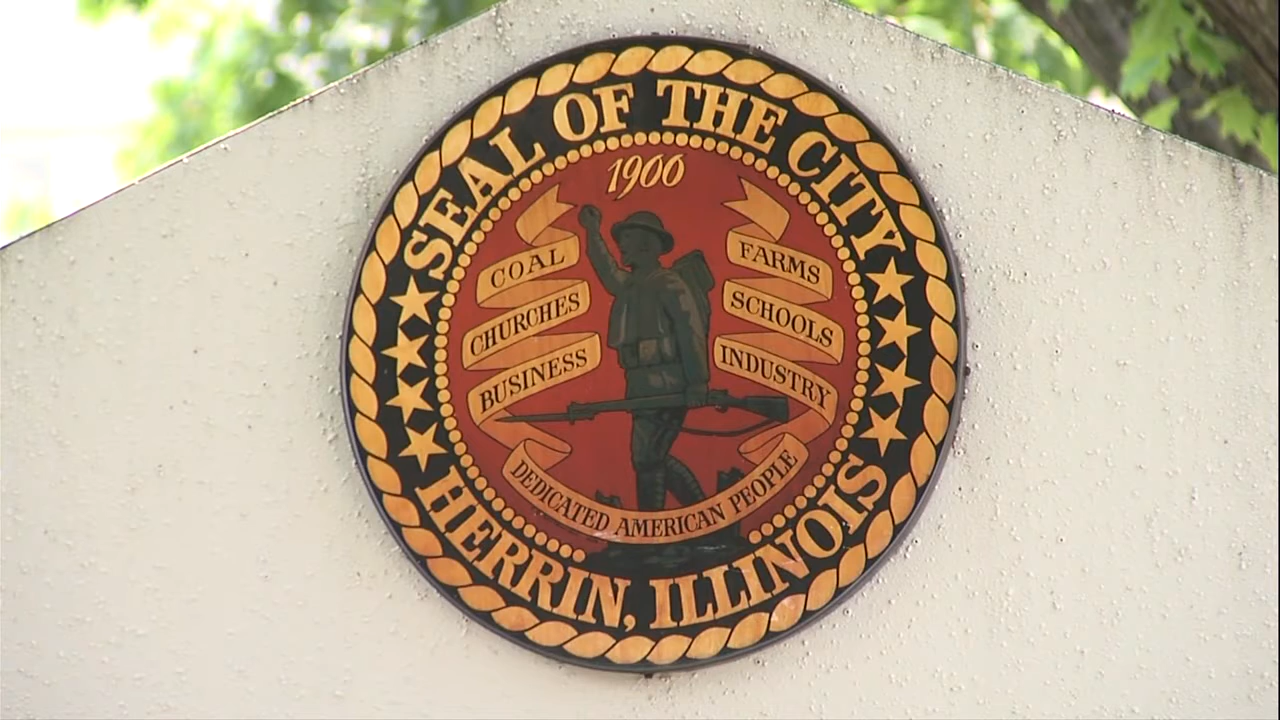 SEAL OF THE CITY
1900
COAL
CHURCHES
BUSINESS
FARMS
SCHOOLS
INDUSTRY
DEDICATED AMERICAN PEOPLE
HERRIN, ILLINOIS